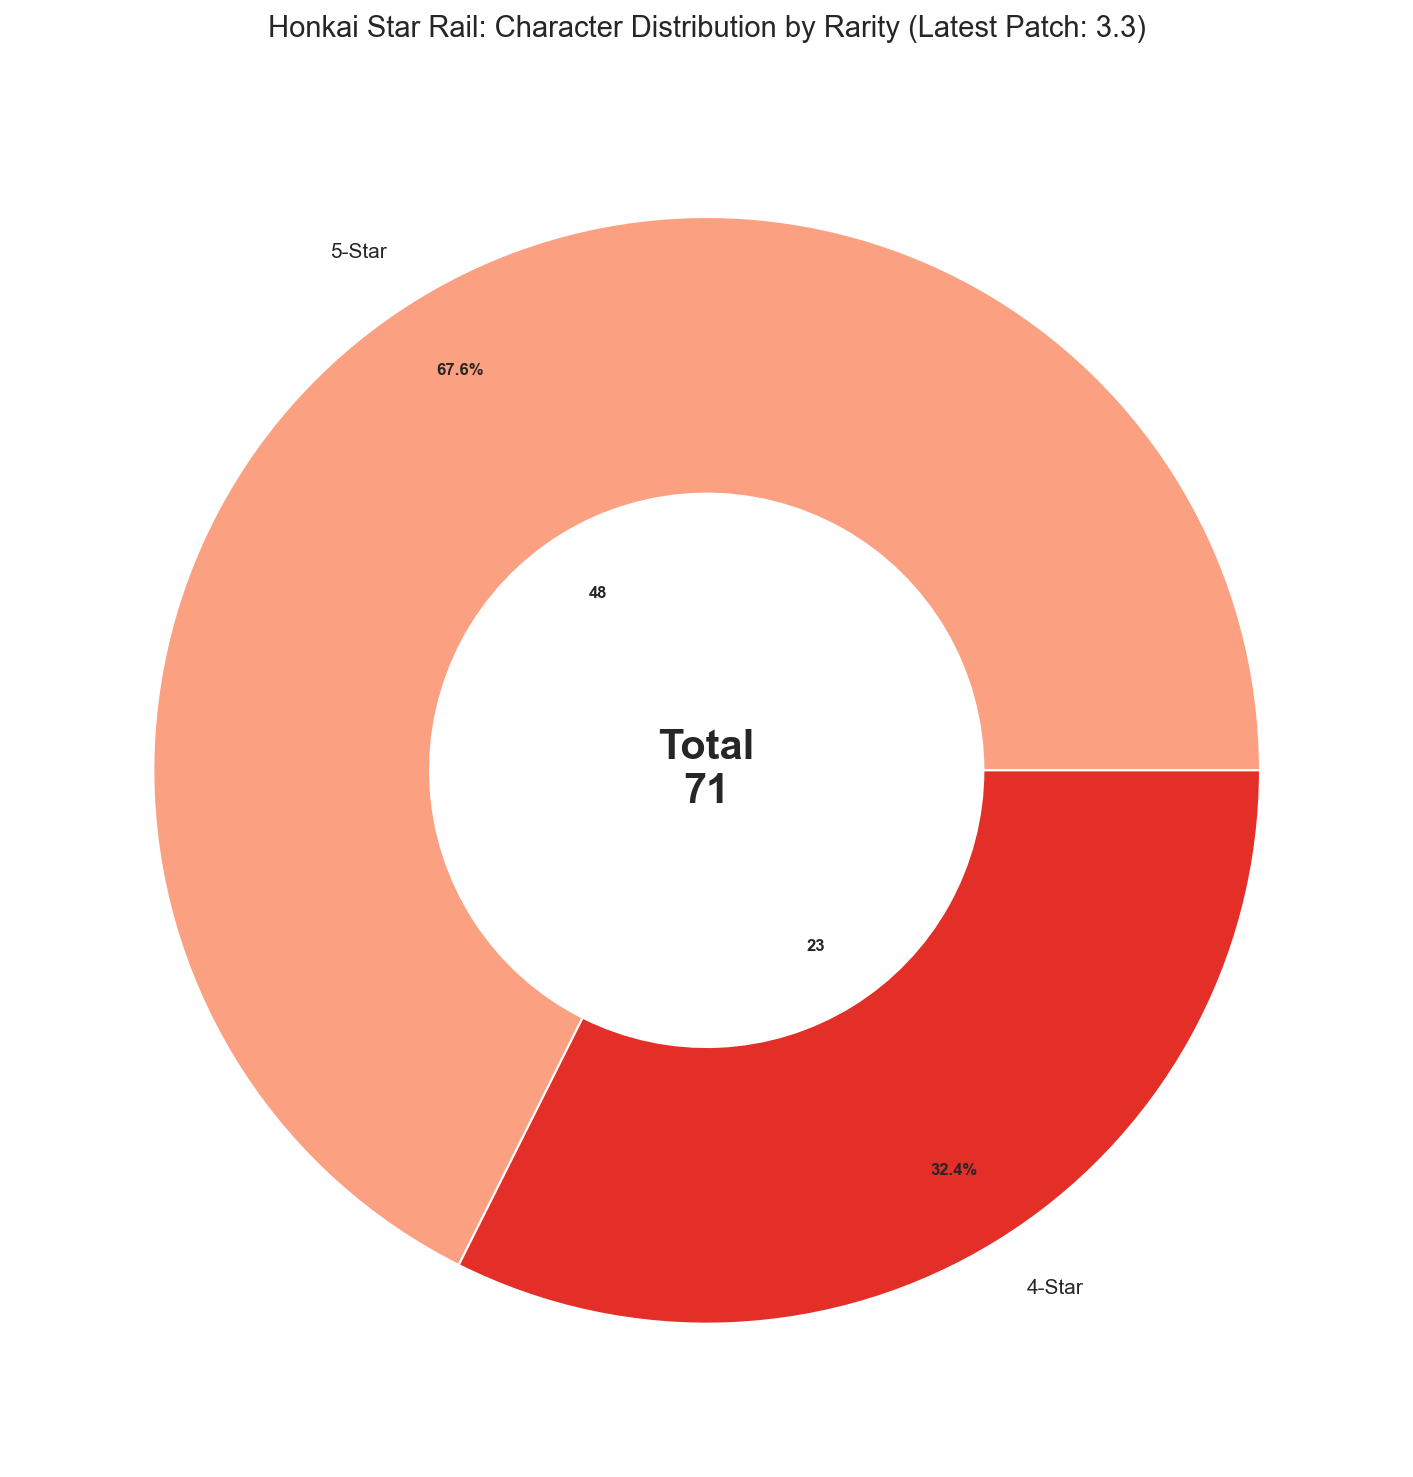 Honkai Star Rail: Character Distribution by Rarity (Latest Patch: 3.3)
5-Star
67.6%
48
Total
71
23
32.4%
4-Star